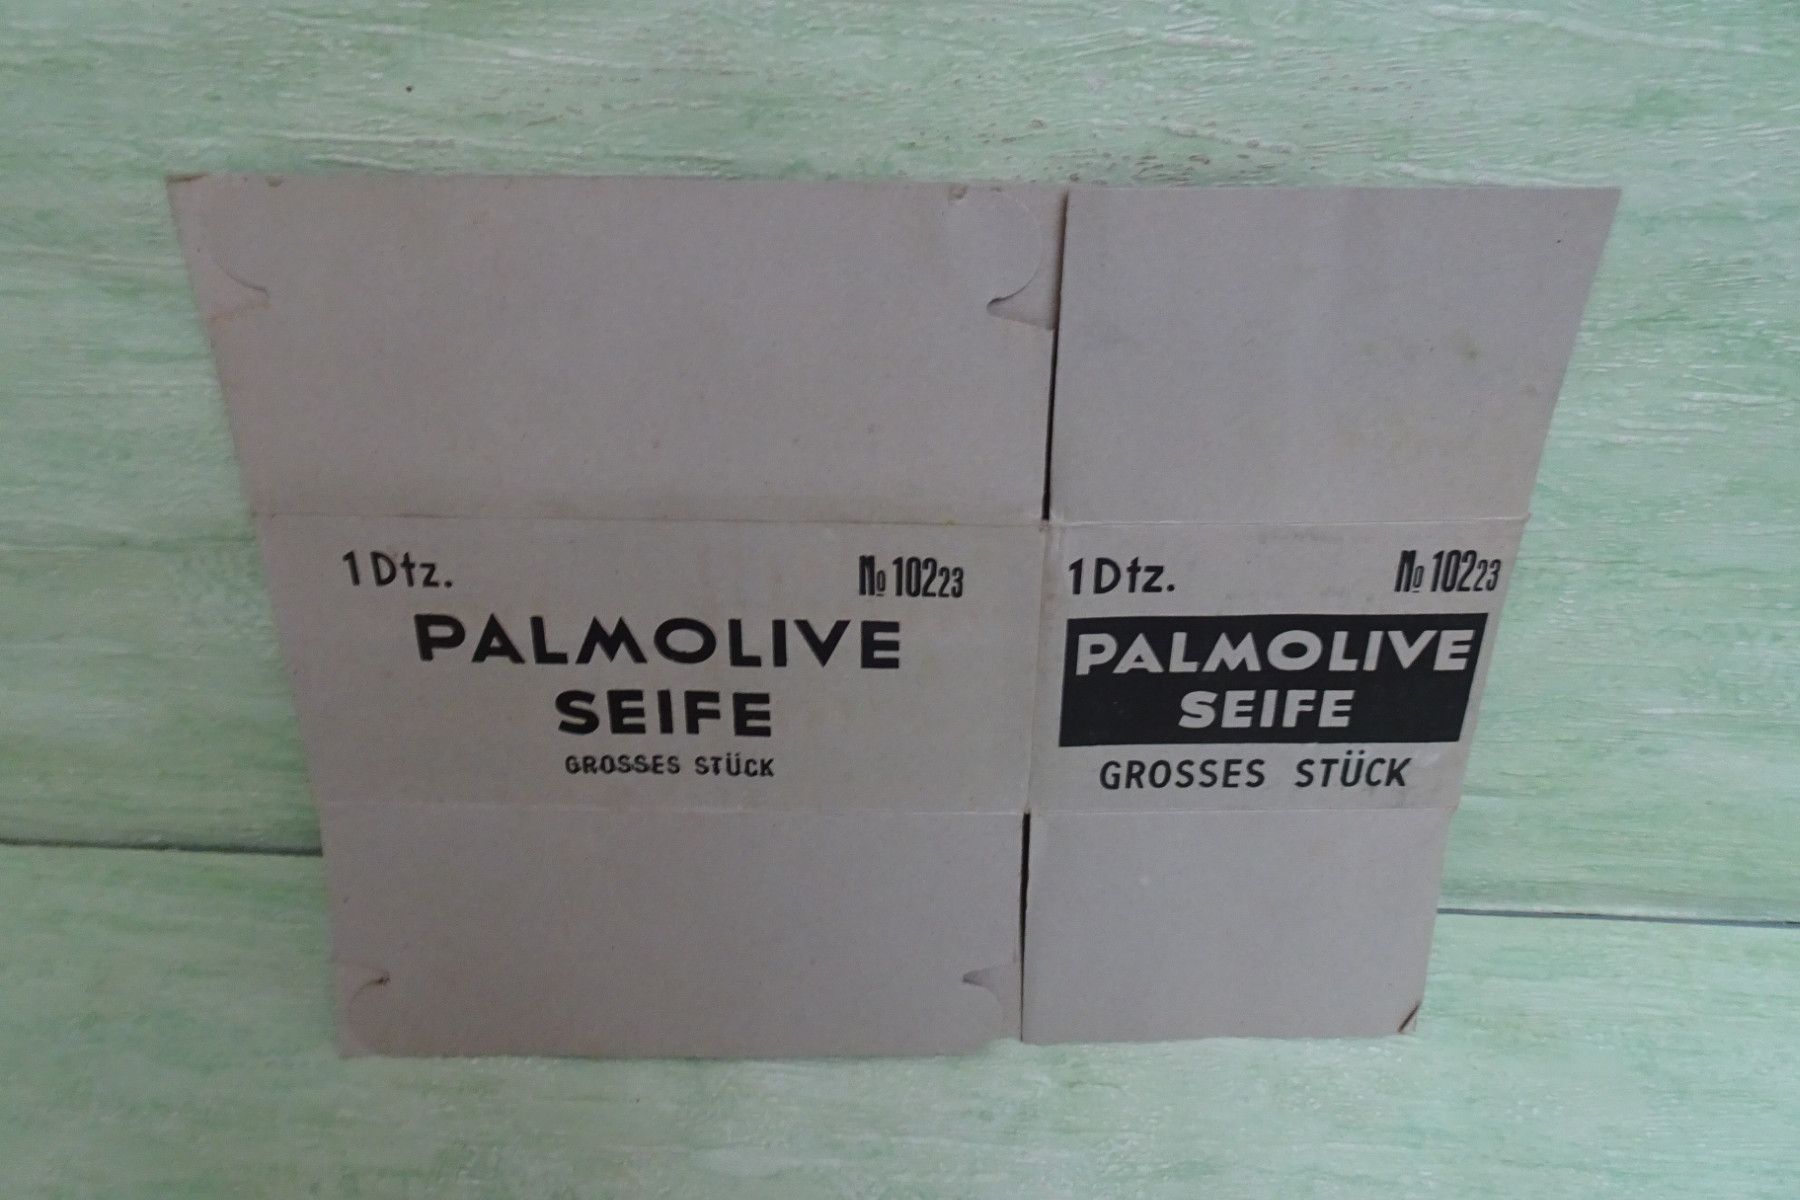 1 Dtz. No 10223
PALMOLIVE
SEIFE
GROSSES STÜCK
1 Dtz. No 10223
PALMOLIVE
SEIFE
GROSSES STÜCK